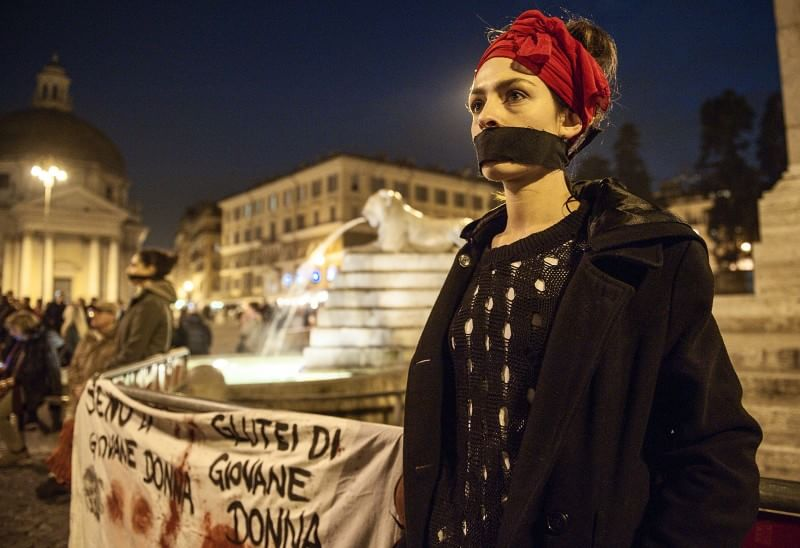 SENO DI
GIOVANE DONNA
GLUTEI DI
GIOVANE
DONNA